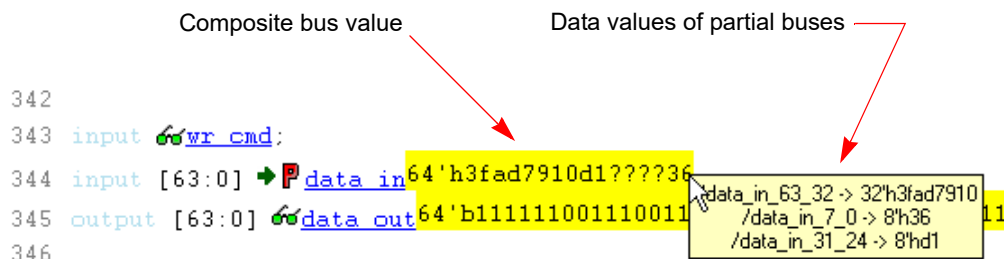 Composite bus value
Data values of partial buses
342
343 input wr_cmd;
344 input [63:0] P data_in 64'h3fad7910d1????36
345 output [63:0] data_out 64'b111111001110011 11
346
/data_in_63_32 -> 32'h3fad7910
/data_in_7_0 -> 8'h36
/data_in_31_24 -> 8'hd1